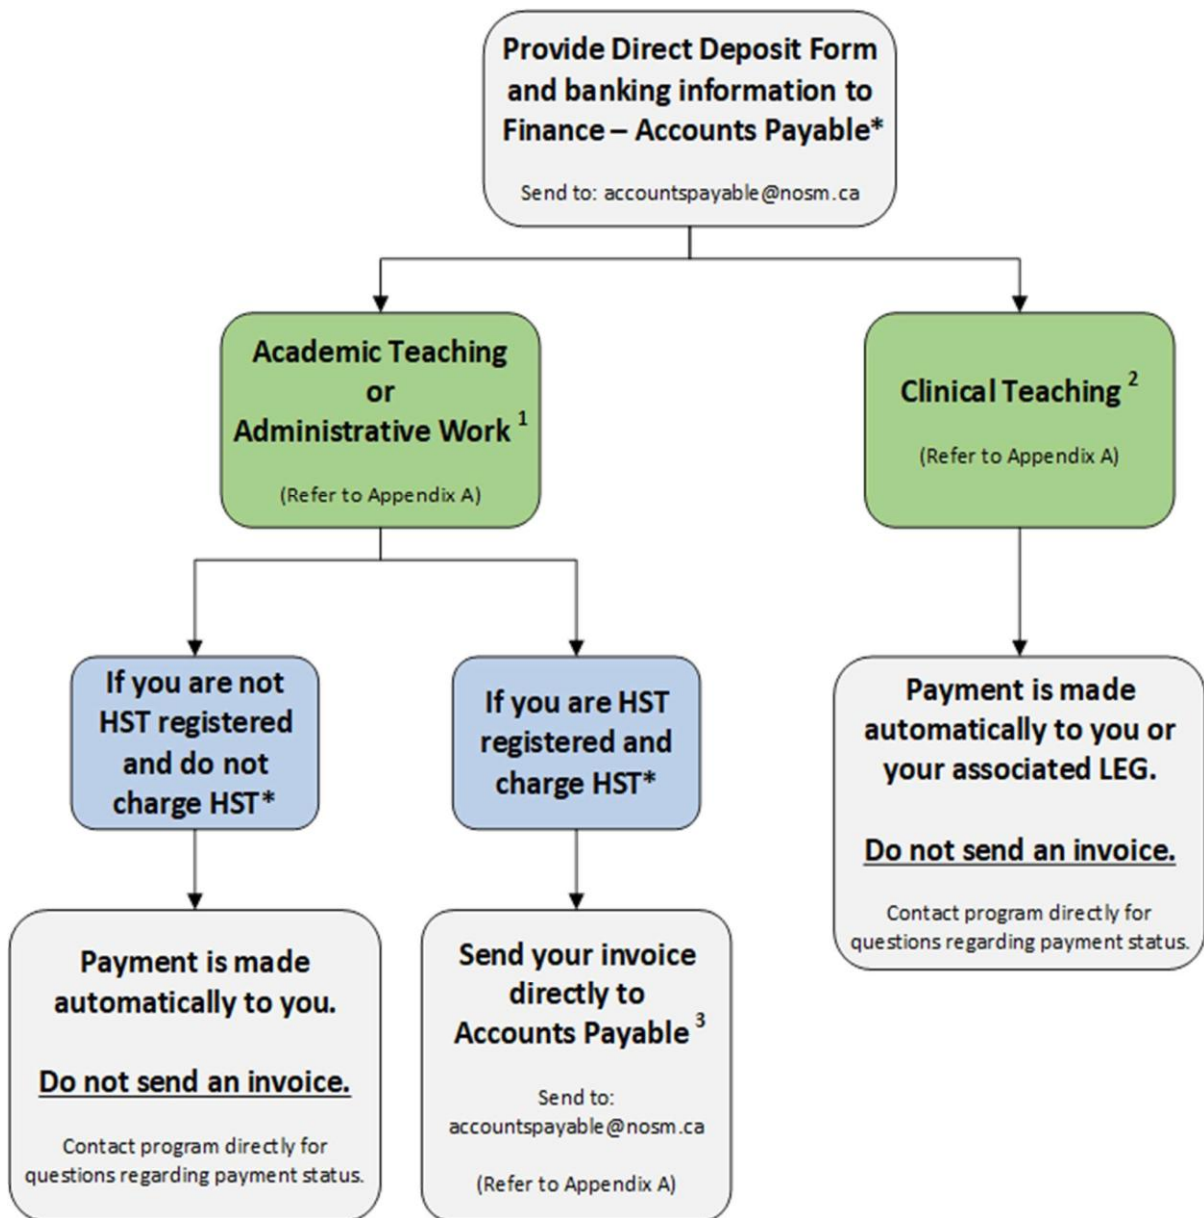 Provide Direct Deposit Form
and banking information to
Finance – Accounts Payable*
Send to: accountspayable@nosm.ca
Academic Teaching
or
Administrative Work 1
(Refer to Appendix A)
Clinical Teaching 2
(Refer to Appendix A)
If you are not
HST registered
and do not
charge HST*
If you are HST
registered and
charge HST*
Payment is made
automatically to you or
your associated LEG.
Do not send an invoice.
Contact program directly for
questions regarding payment status.
Payment is made
automatically to you.
Do not send an invoice.
Contact program directly for
questions regarding payment status.
Send your invoice
directly to
Accounts Payable 3
Send to:
accountspayable@nosm.ca
(Refer to Appendix A)